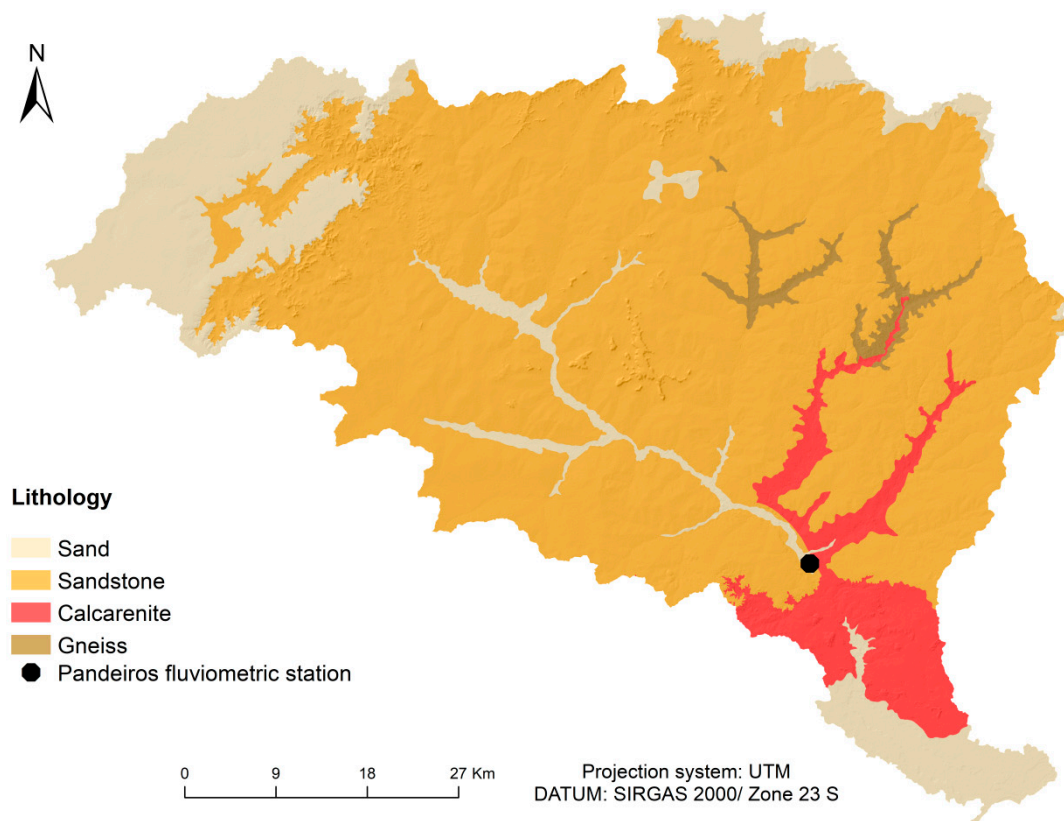 N
Lithology
Sand
Sandstone
Calcarenite
Gneiss
Pandeiros fluviometric station
0 9 18 27 Km
Projection system: UTM
DATUM: SIRGAS 2000/ Zone 23 S